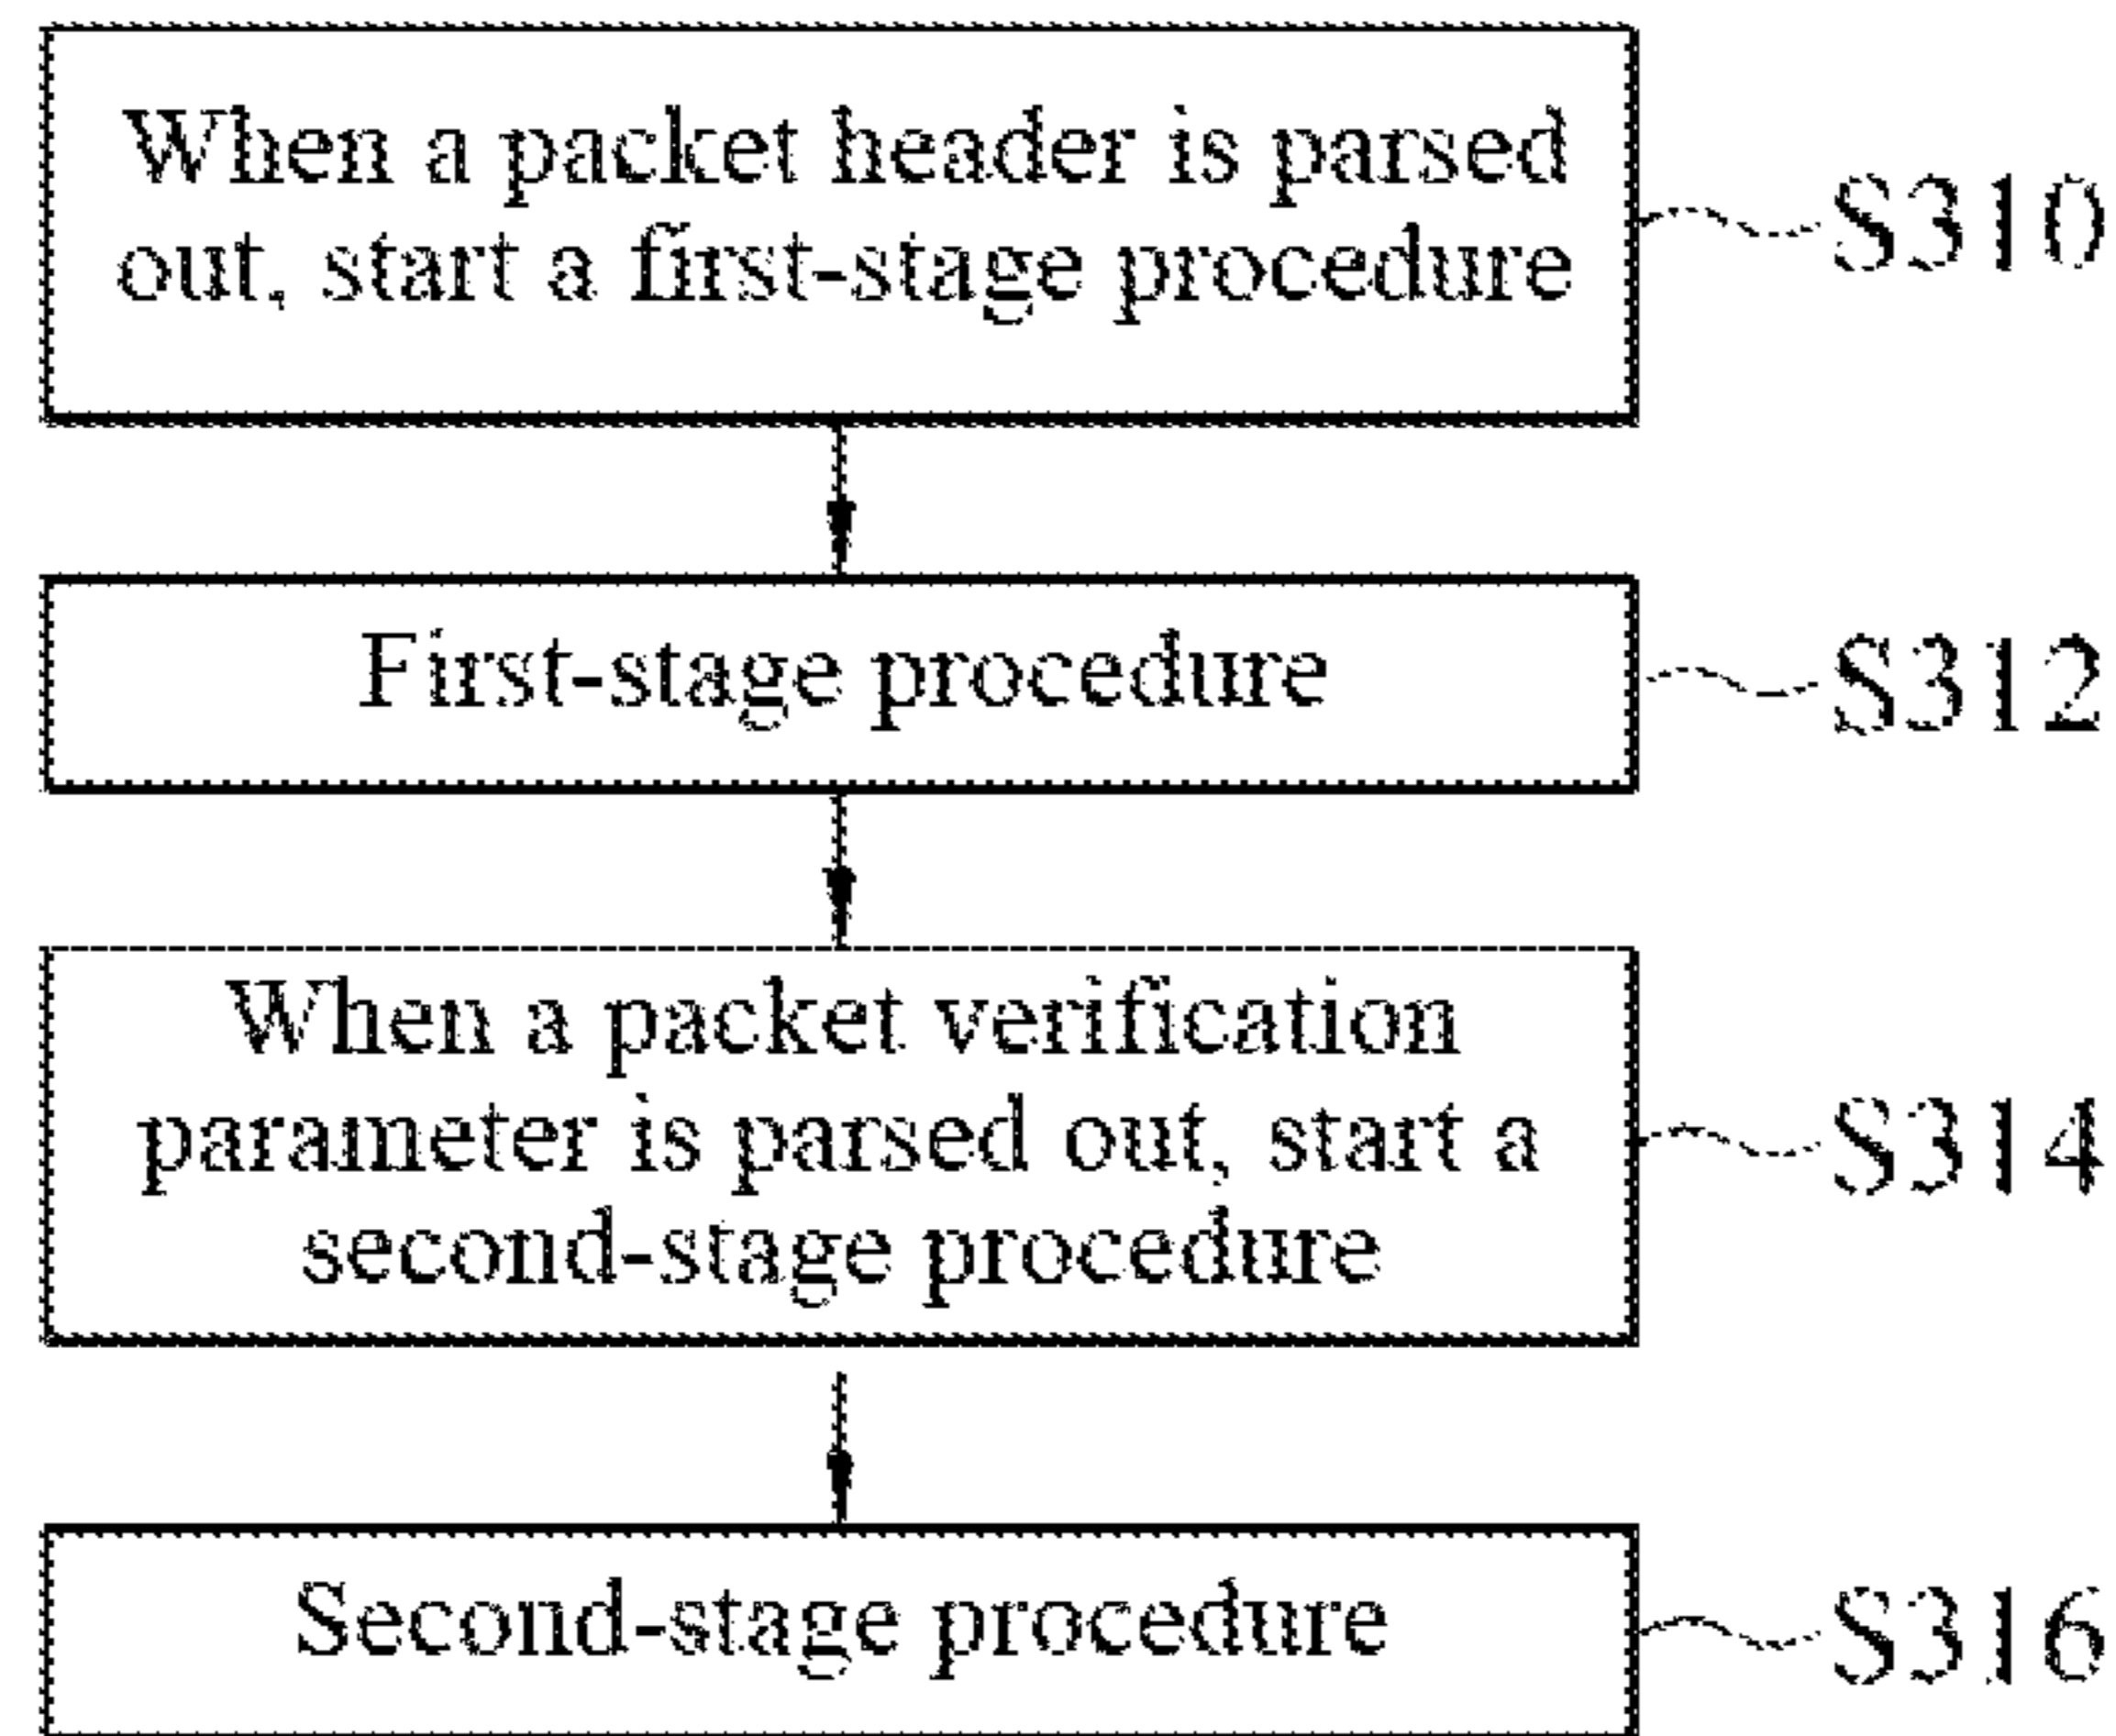 When a packet header is parsed
out, start a first-stage procedure
S310
First-stage procedure
S312
When a packet verification
parameter is parsed out, start a
second-stage procedure
S314
Second-stage procedure
S316